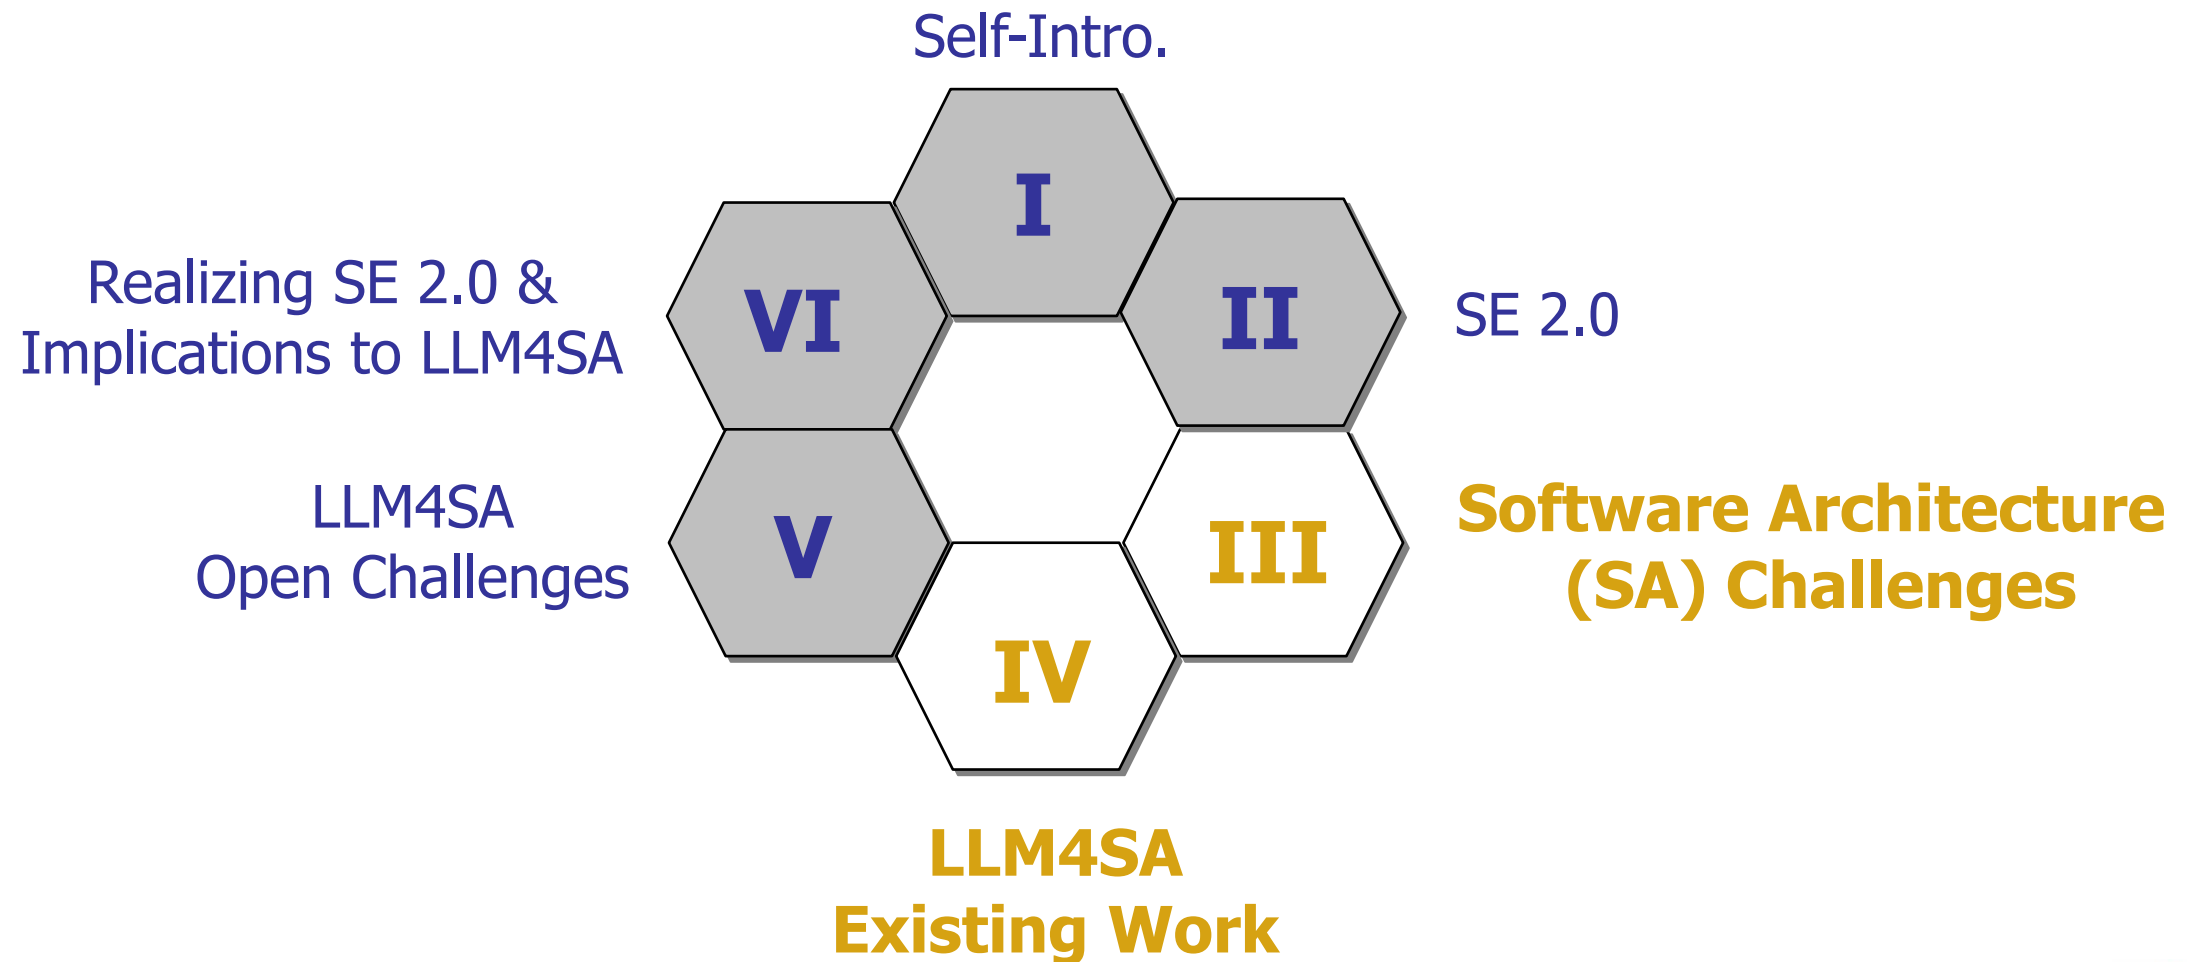 Self-Intro.
I
II
SE 2.0
III
Software Architecture
(SA) Challenges
IV
LLM4SA
Existing Work
V
LLM4SA
Open Challenges
VI
Realizing SE 2.0 &
Implications to LLM4SA